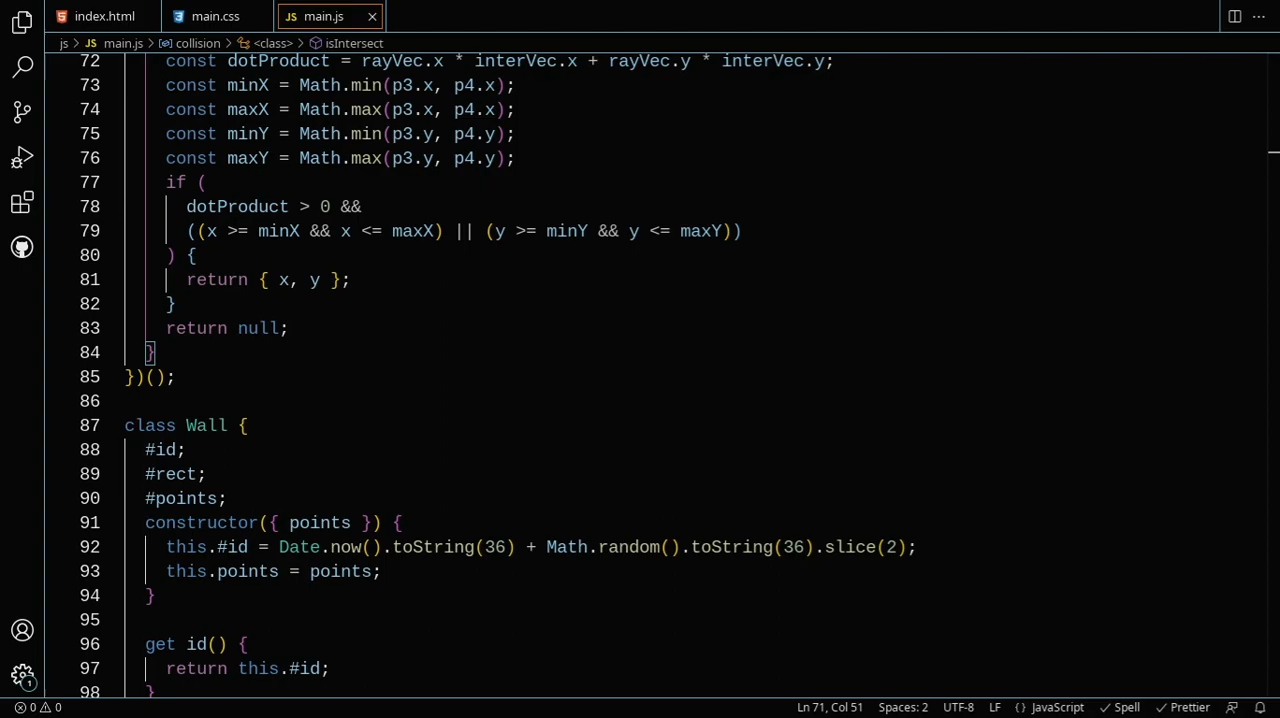 index.html
main.css
JS main.js
js > JS main.js > collision > <class> > isIntersect
72 const dotProduct = rayVec.x * interVec.x + rayVec.y * interVec.y;
73 const minX = Math.min(p3.x, p4.x);
74 const maxX = Math.max(p3.x, p4.x);
75 const minY = Math.min(p3.y, p4.y);
76 const maxY = Math.max(p3.y, p4.y);
77 if (
78 dotProduct > 0 &&
79 ((x >= minX && x <= maxX) || (y >= minY && y <= maxY))
80 ) {
81 return { x, y };
82 }
83 return null;
84 }
85 })();
86
87 class Wall {
88 #id;
89 #rect;
90 #points;
91 constructor({ points }) {
92 this.#id = Date.now().toString(36) + Math.random().toString(36).slice(2);
93 this.points = points;
94 }
95
96 get id() {
97 return this.#id;
98 }
1
0 0 Ln 71, Col 51 Spaces: 2 UTF-8 LF {} JavaScript Spell Prettier